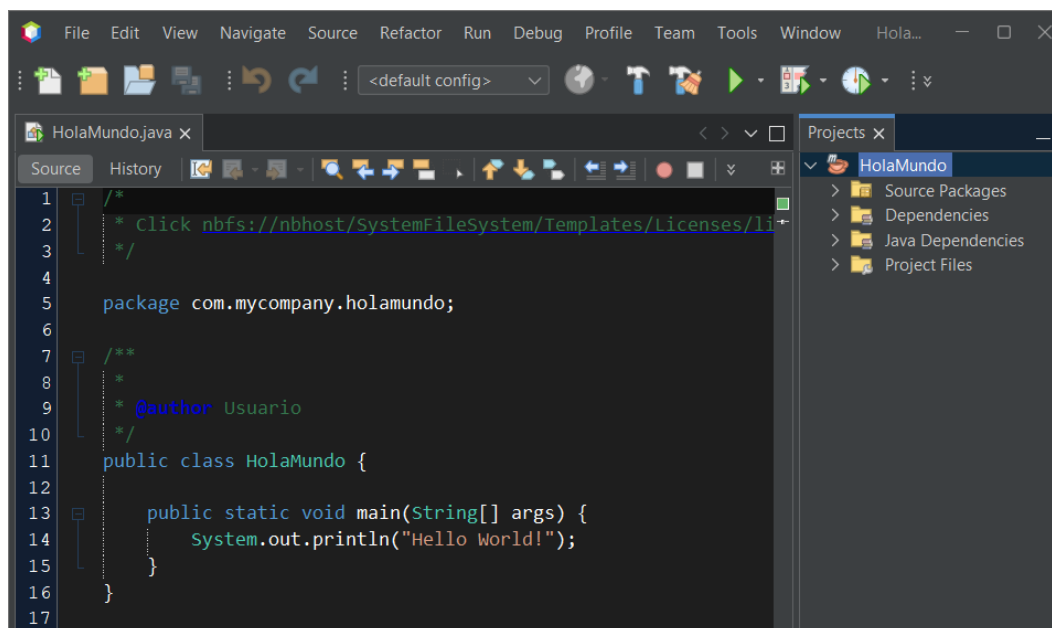 File Edit View Navigate Source Refactor Run Debug Profile Team Tools Window Hola...
<default config>
HolaMundo.java
Source History
1 /*
2 * Click nbfs://nbhost/SystemFileSystem/Templates/Licenses/li
3 */
4
5 package com.mycompany.holamundo;
6
7 /**
8 *
9 * @author Usuario
10 */
11 public class HolaMundo {
12
13 public static void main(String[] args) {
14 System.out.println("Hello World!");
15 }
16 }
17
Projects
HolaMundo
Source Packages
Dependencies
Java Dependencies
Project Files